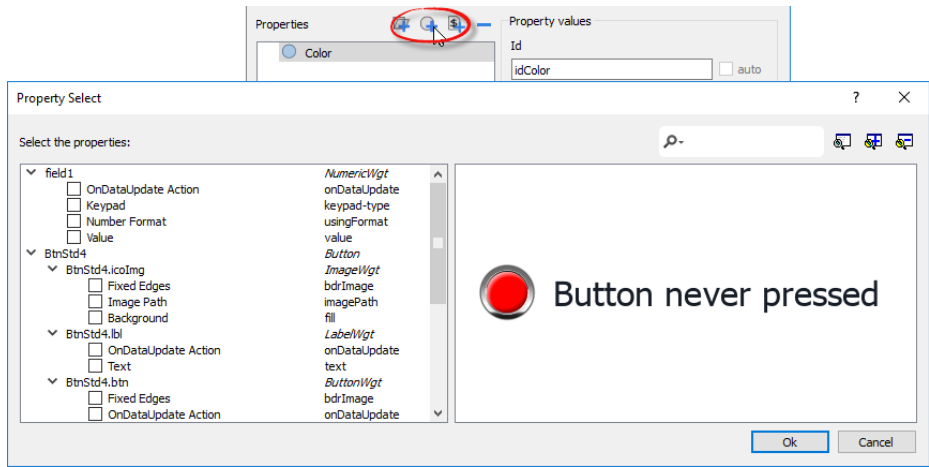 Properties
Property values
Color
Id
idColor
auto
Property Select
?
Select the properties:
field1 NumericWgt
OnDataUpdate Action onDataUpdate
Keypad keypad-type
Number Format usingFormat
Value value
BtnStd4 Button
BtnStd4.icoImg ImageWgt
Fixed Edges bdrImage
Image Path imagePath
Background fill
BtnStd4.lbl LabelWgt
OnDataUpdate Action onDataUpdate
Text text
BtnStd4.btn ButtonWgt
Fixed Edges bdrImage
OnDataUpdate Action onDataUpdate
Button never pressed
Ok
Cancel